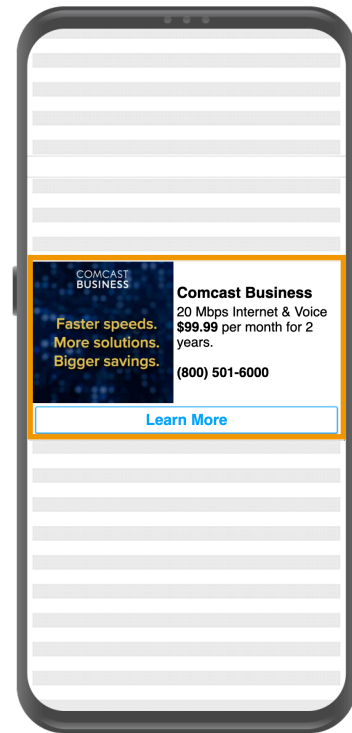 COMCAST
BUSINESS
Faster speeds.
More solutions.
Bigger savings.
Comcast Business
20 Mbps Internet & Voice
$99.99 per month for 2
years.
(800) 501-6000
Learn More